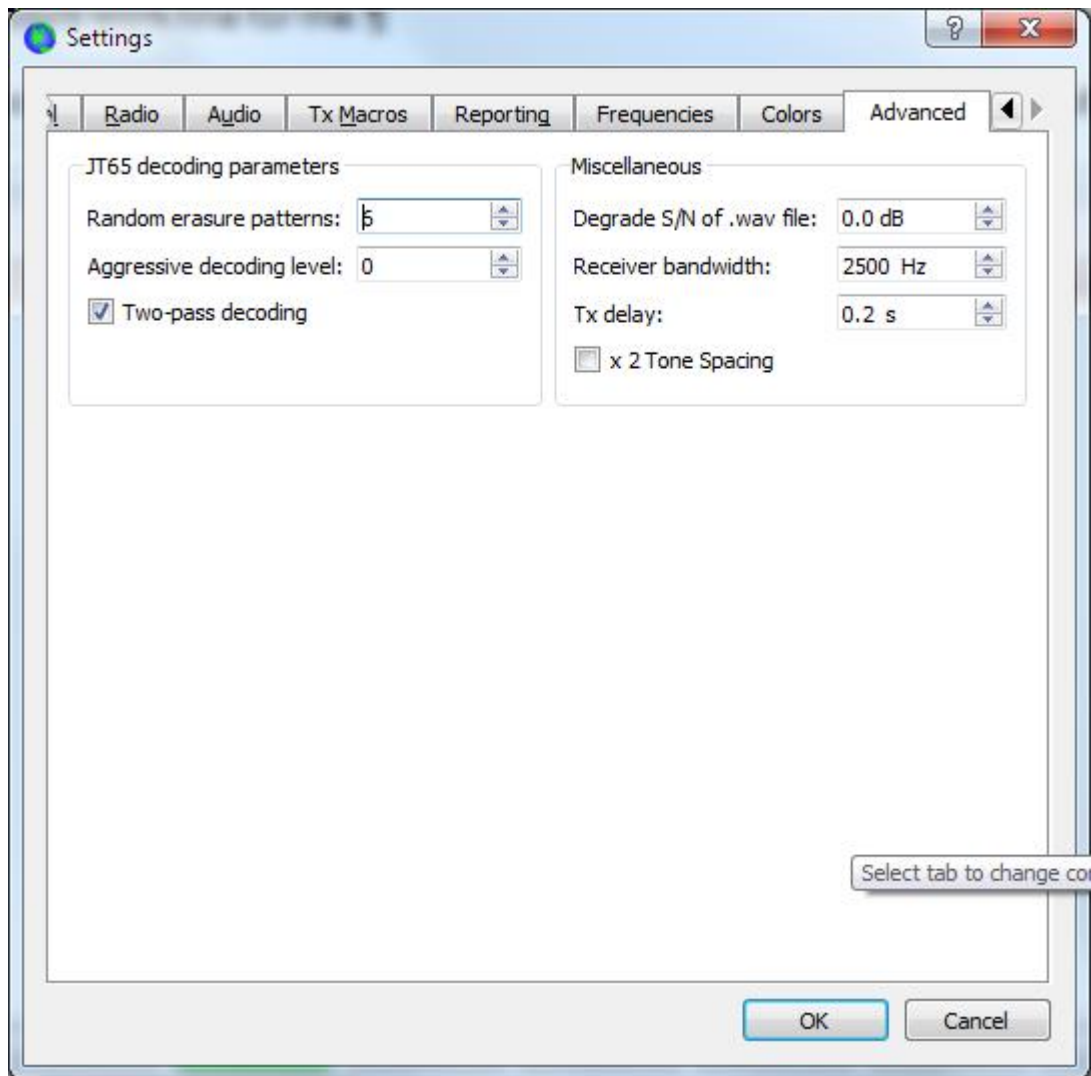 Settings
Radio Audio Tx Macros Reporting Frequencies Colors Advanced
JT65 decoding parameters
Random erasure patterns:
Aggressive decoding level: 0
Two-pass decoding
Miscellaneous
Degrade S/N of .wav file: 0.0 dB
Receiver bandwidth: 2500 Hz
Tx delay: 0.2 s
x 2 Tone Spacing
Select tab to change
OK Cancel